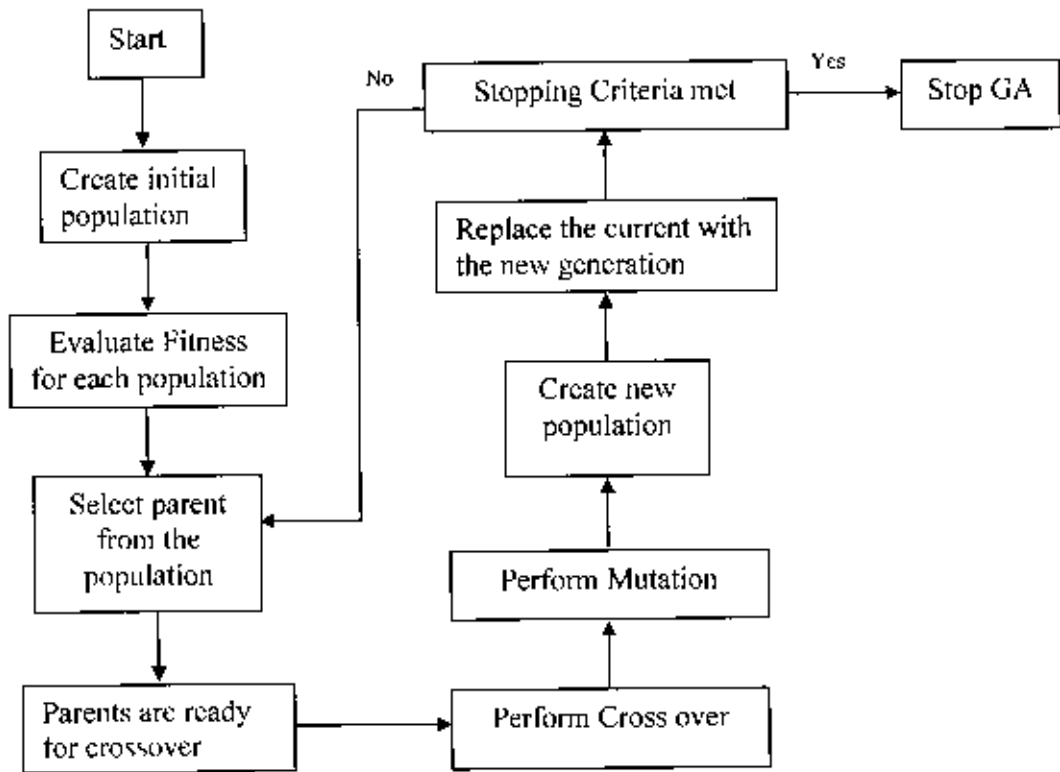 Start
Create initial
population
Evaluate Fitness
for each population
Select parent
from the
population
Parents are ready
for crossover
Perform Cross over
Perform Mutation
Create new
population
Replace the current with
the new generation
Stopping Criteria met
No
Yes
Stop GA